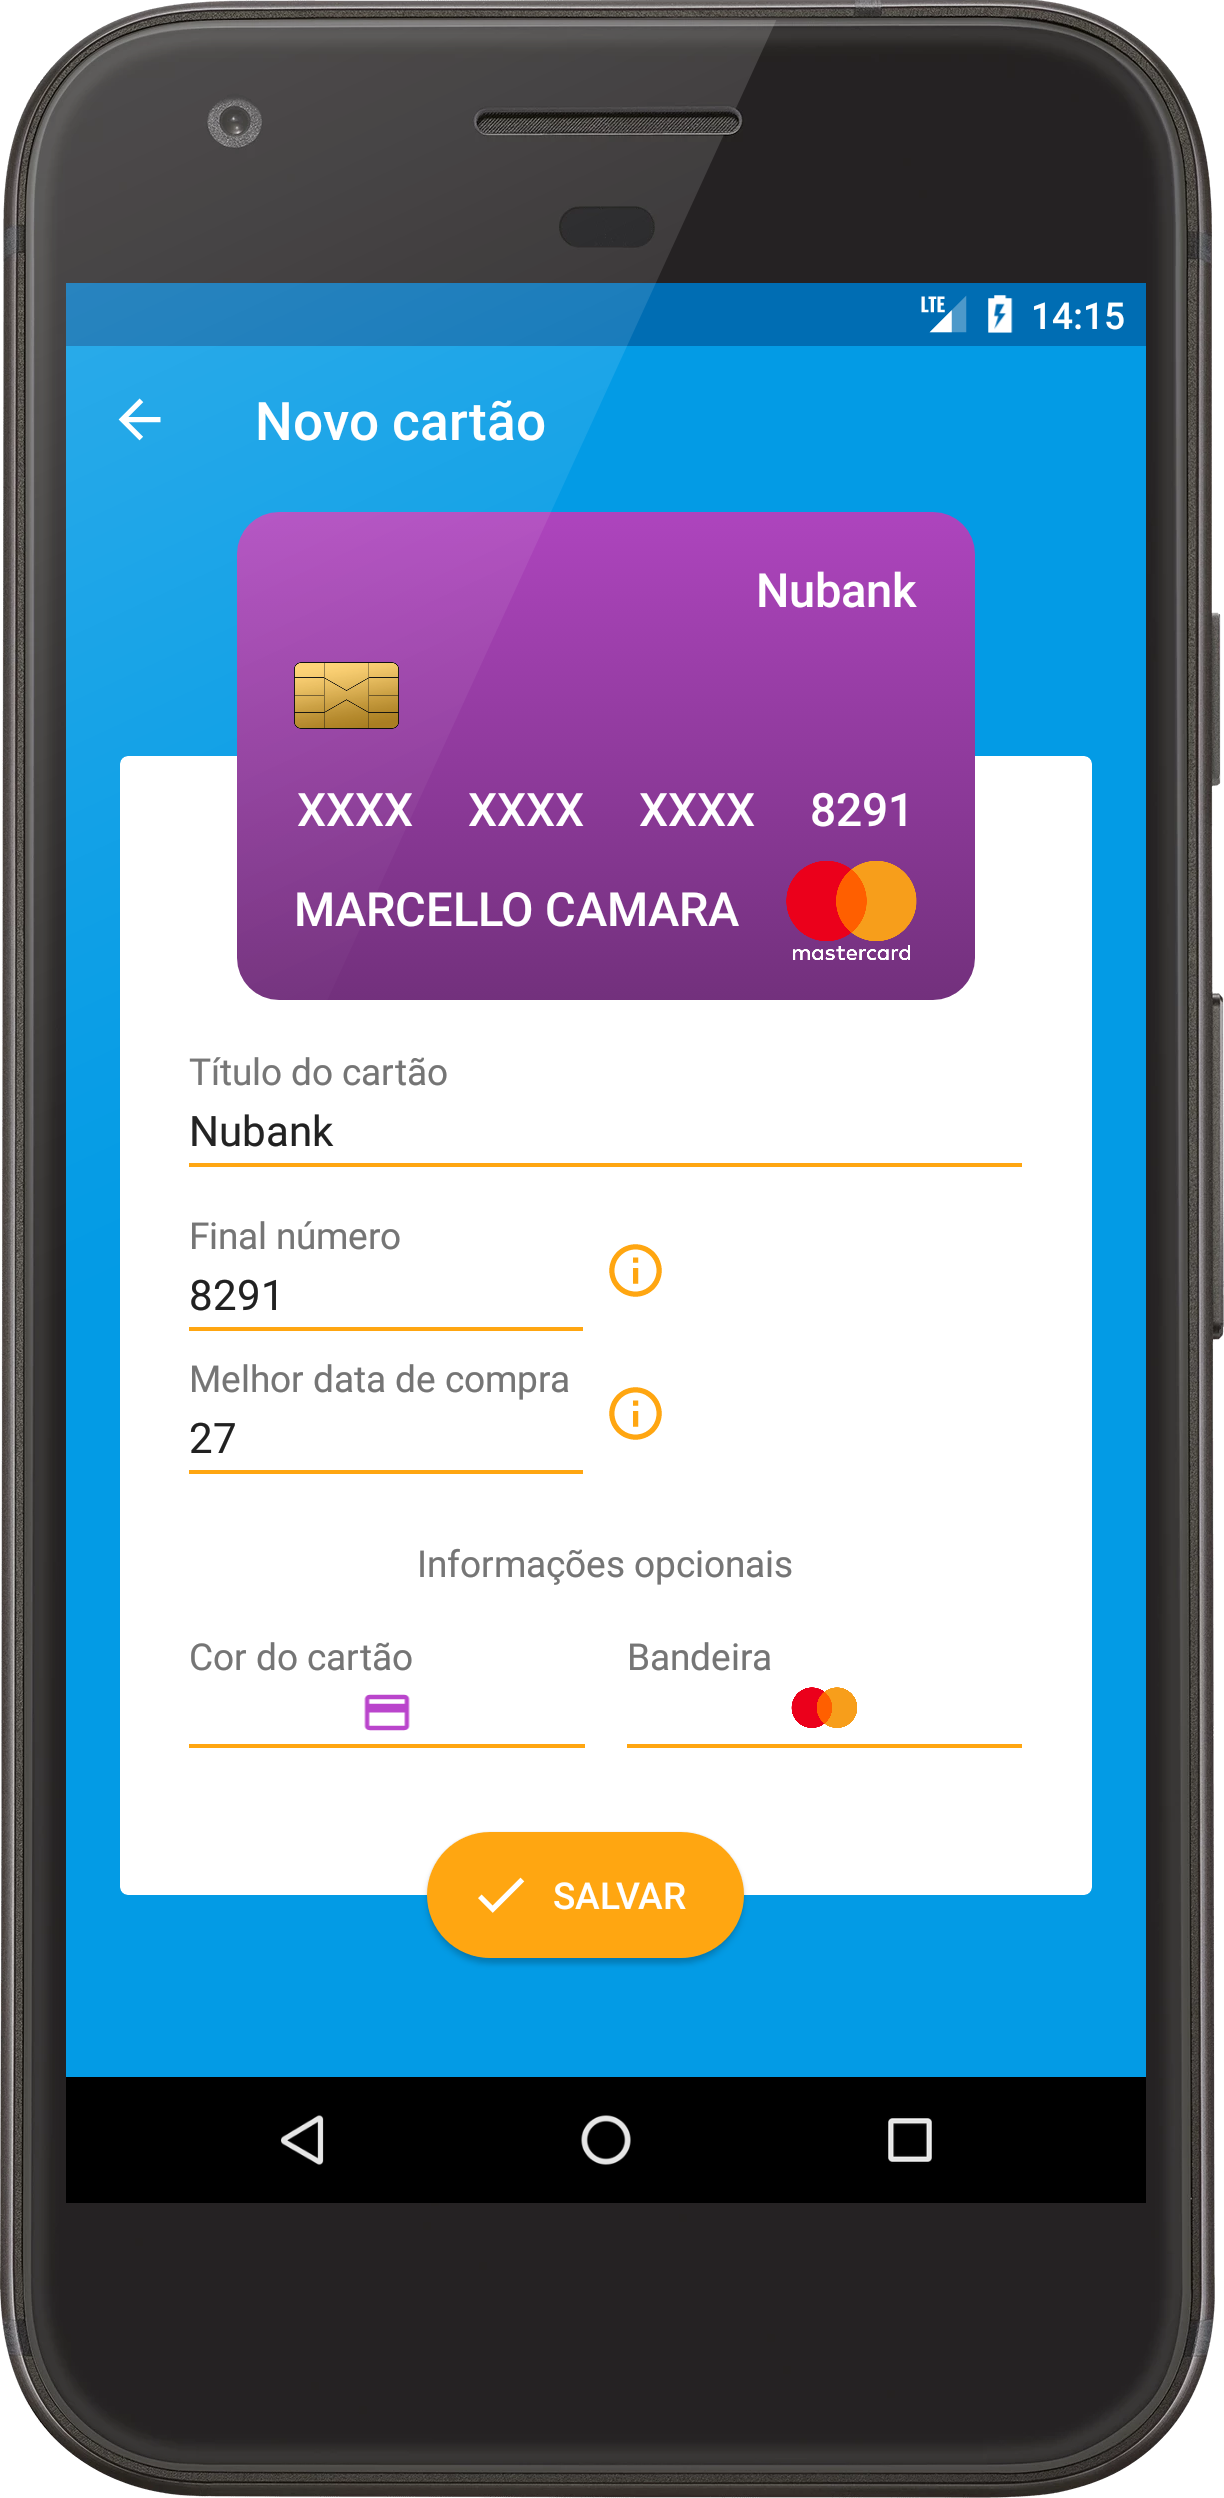 LTE 14:15
Novo cartão
Nubank
XXXX XXXX XXXX 8291
MARCELLO CAMARA
mastercard
Título do cartão
Nubank
Final número
8291
Melhor data de compra
27
Informações opcionais
Cor do cartão Bandeira
SALVAR